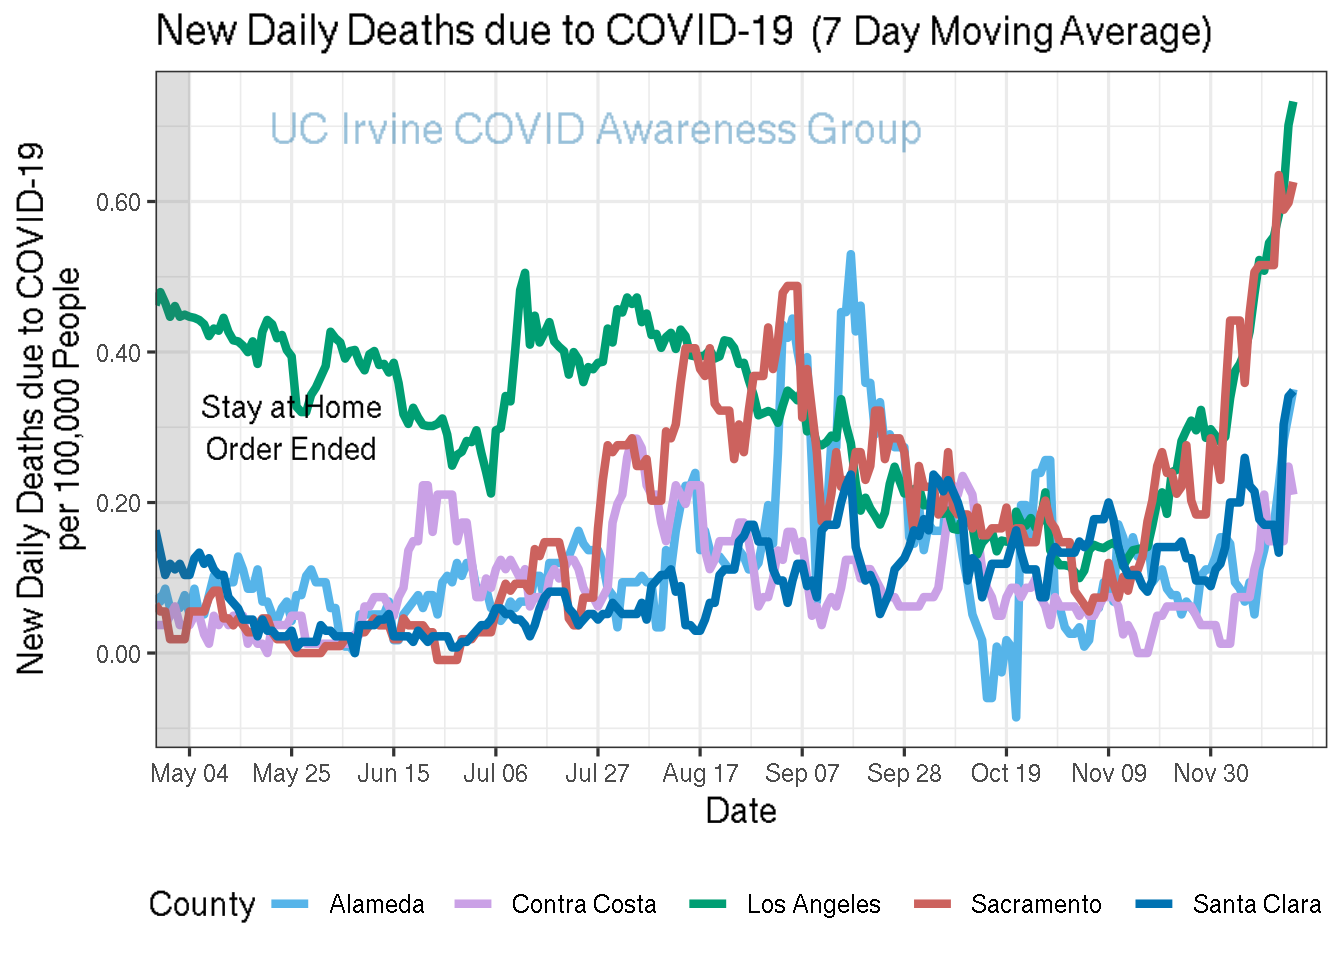 New Daily Deaths due to COVID-19 (7 Day Moving Average)
UC Irvine COVID Awareness Group
New Daily Deaths due to COVID-19
per 100,000 People
0.60
0.40
0.20
0.00
Stay at Home
Order Ended
May 04 May 25 Jun 15 Jul 06 Jul 27 Aug 17 Sep 07 Sep 28 Oct 19 Nov 09 Nov 30
Date
County Alameda Contra Costa Los Angeles Sacramento Santa Clara